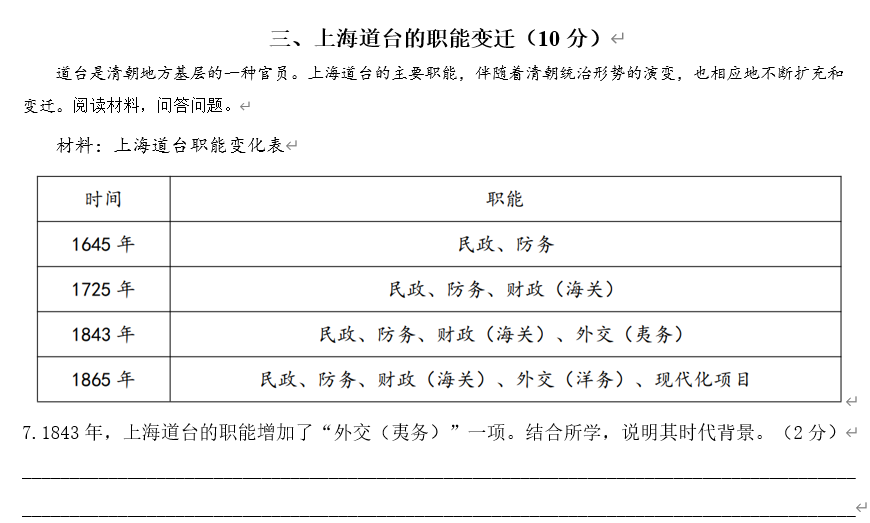 三、上海道台的职能变迁（10 分）
道台是清朝地方基层的一种官员。上海道台的主要职能，伴随着清朝统治形势的演变，也相应地不断扩充和
变迁。阅读材料，问答问题。
材料：上海道台职能变化表
时间 职能
1645 年 民政、防务
1725 年 民政、防务、财政（海关）
1843 年 民政、防务、财政（海关）、外交（夷务）
1865 年 民政、防务、财政（海关）、外交（洋务）、现代化项目
7.1843 年，上海道台的职能增加了“外交（夷务）”一项。结合所学，说明其时代背景。（2 分）